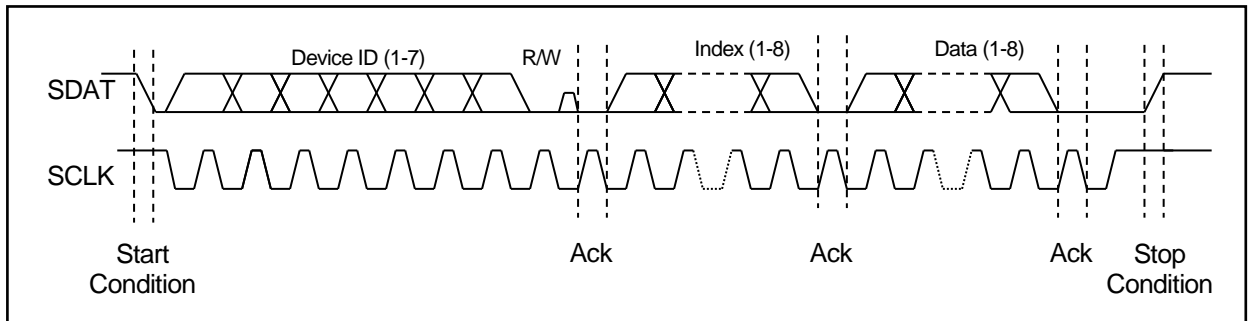 Device ID (1-7)
R/W
Index (1-8)
Data (1-8)
SDAT
SCLK
Start
Condition
Ack
Ack
Ack
Stop
Condition